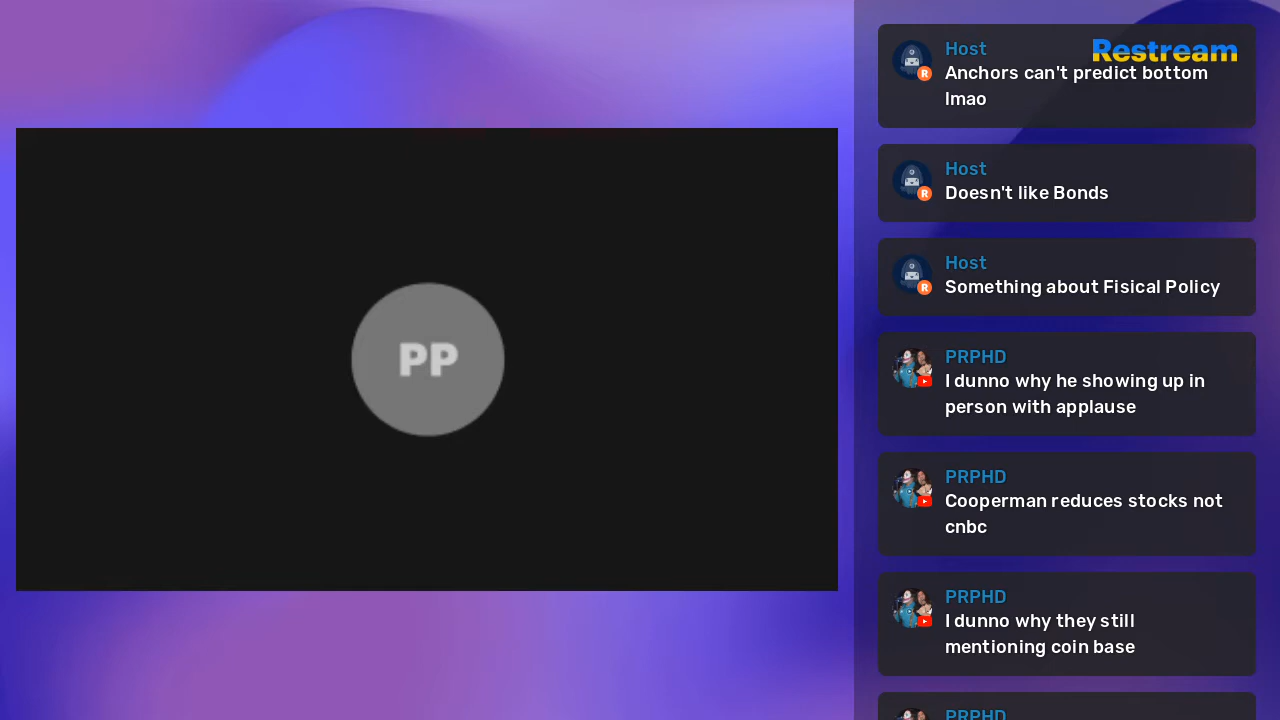 PP
Restream
Host
Anchors can't predict bottom
lmao
Host
Doesn't like Bonds
Host
Something about Fisical Policy
PRPHD
I dunno why he showing up in
person with applause
PRPHD
Cooperman reduces stocks not
cnbc
PRPHD
I dunno why they still
mentioning coin base
PRPHD